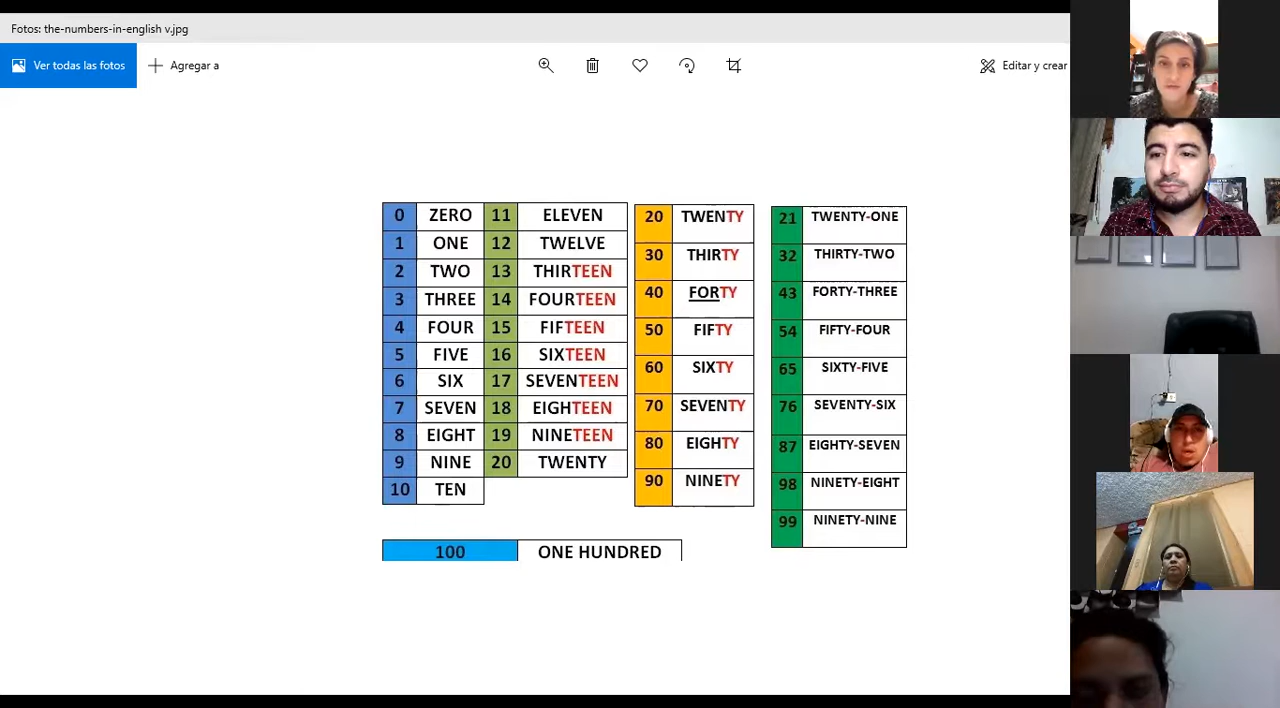 Fotos: the-numbers-in-english v.jpg
Ver todas las fotos
Agregar a
Editar y crear
0 ZERO 11 ELEVEN
1 ONE 12 TWELVE
2 TWO 13 THIRTEEN
3 THREE 14 FOURTEEN
4 FOUR 15 FIFTEEN
5 FIVE 16 SIXTEEN
6 SIX 17 SEVENTEEN
7 SEVEN 18 EIGHTEEN
8 EIGHT 19 NINETEEN
9 NINE 20 TWENTY
10 TEN
20 TWENTY
30 THIRTY
40 FORTY
50 FIFTY
60 SIXTY
70 SEVENTY
80 EIGHTY
90 NINETY
21 TWENTY-ONE
32 THIRTY-TWO
43 FORTY-THREE
54 FIFTY-FOUR
65 SIXTY-FIVE
76 SEVENTY-SIX
87 EIGHTY-SEVEN
98 NINETY-EIGHT
99 NINETY-NINE
100 ONE HUNDRED